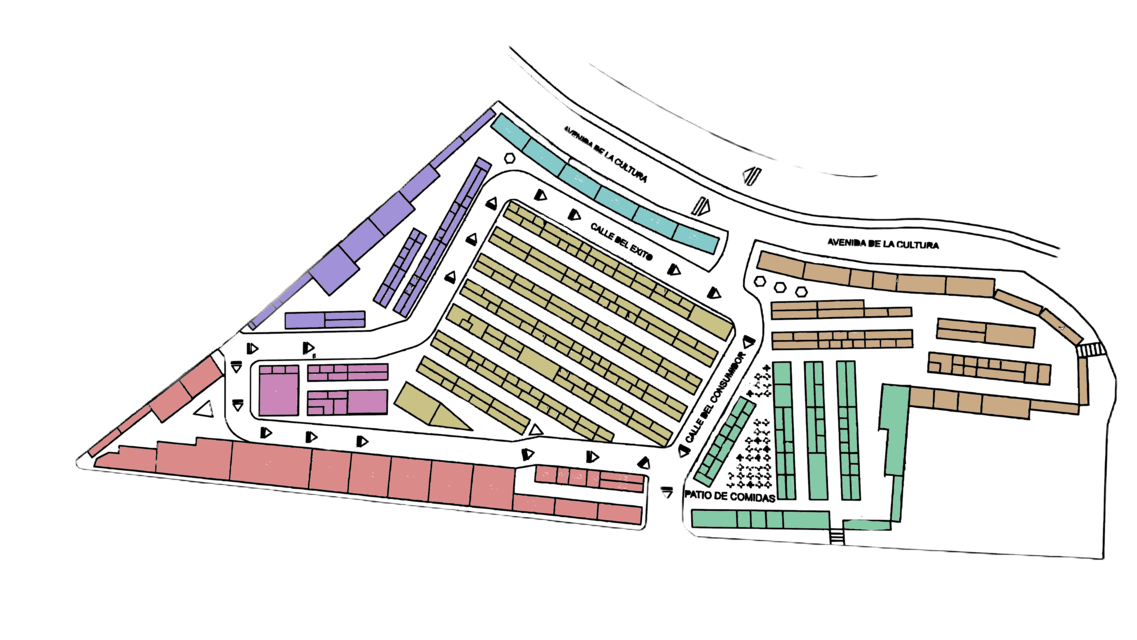 AVENIDA DE LA CULTURA
CALLE DEL EXITO
AVENIDA DE LA CULTURA
CALLE DEL CONSUMIDOR
PATIO DE COMIDAS